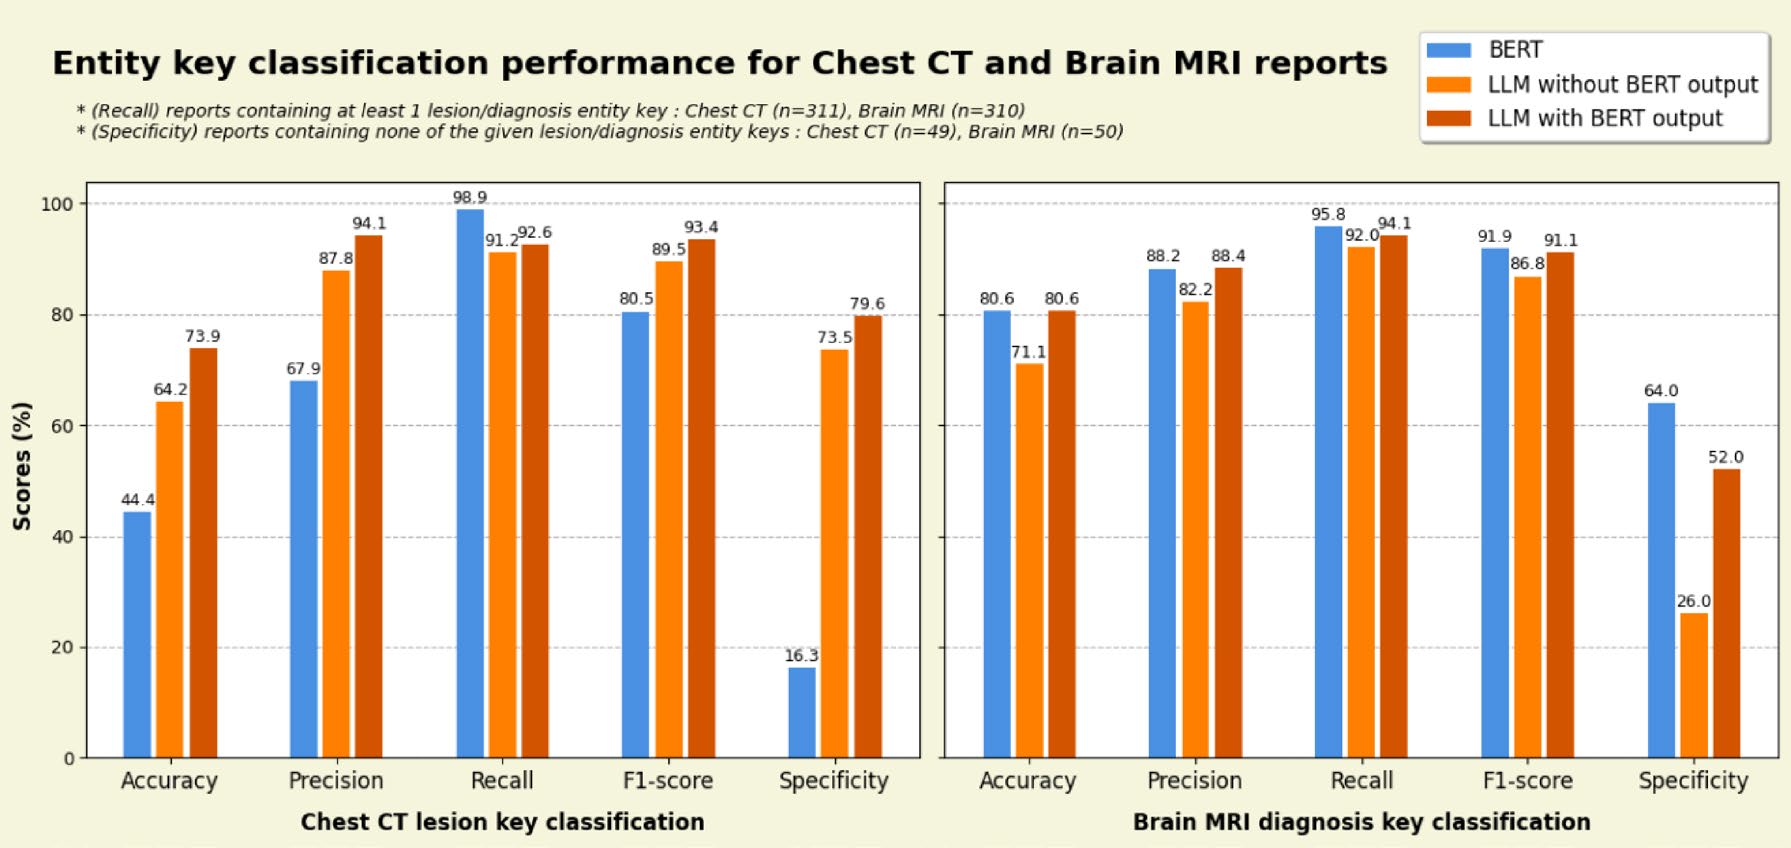 Entity key classification performance for Chest CT and Brain MRI reports
* (Recall) reports containing at least 1 lesion/diagnosis entity key : Chest CT (n=311), Brain MRI (n=310)
* (Specificity) reports containing none of the given lesion/diagnosis entity keys : Chest CT (n=49), Brain MRI (n=50)
BERT
LLM without BERT output
LLM with BERT output
Scores (%)
100
80
60
40
20
0
44.4 64.2 73.9
67.9 87.8 94.1
98.9 91.2 92.6
80.5 89.5 93.4
16.3 73.5 79.6
Accuracy Precision Recall F1-score Specificity
Chest CT lesion key classification
80.6 71.1 80.6
88.2 82.2 88.4
95.8 92.0 94.1
91.9 86.8 91.1
64.0 26.0 52.0
Accuracy Precision Recall F1-score Specificity
Brain MRI diagnosis key classification